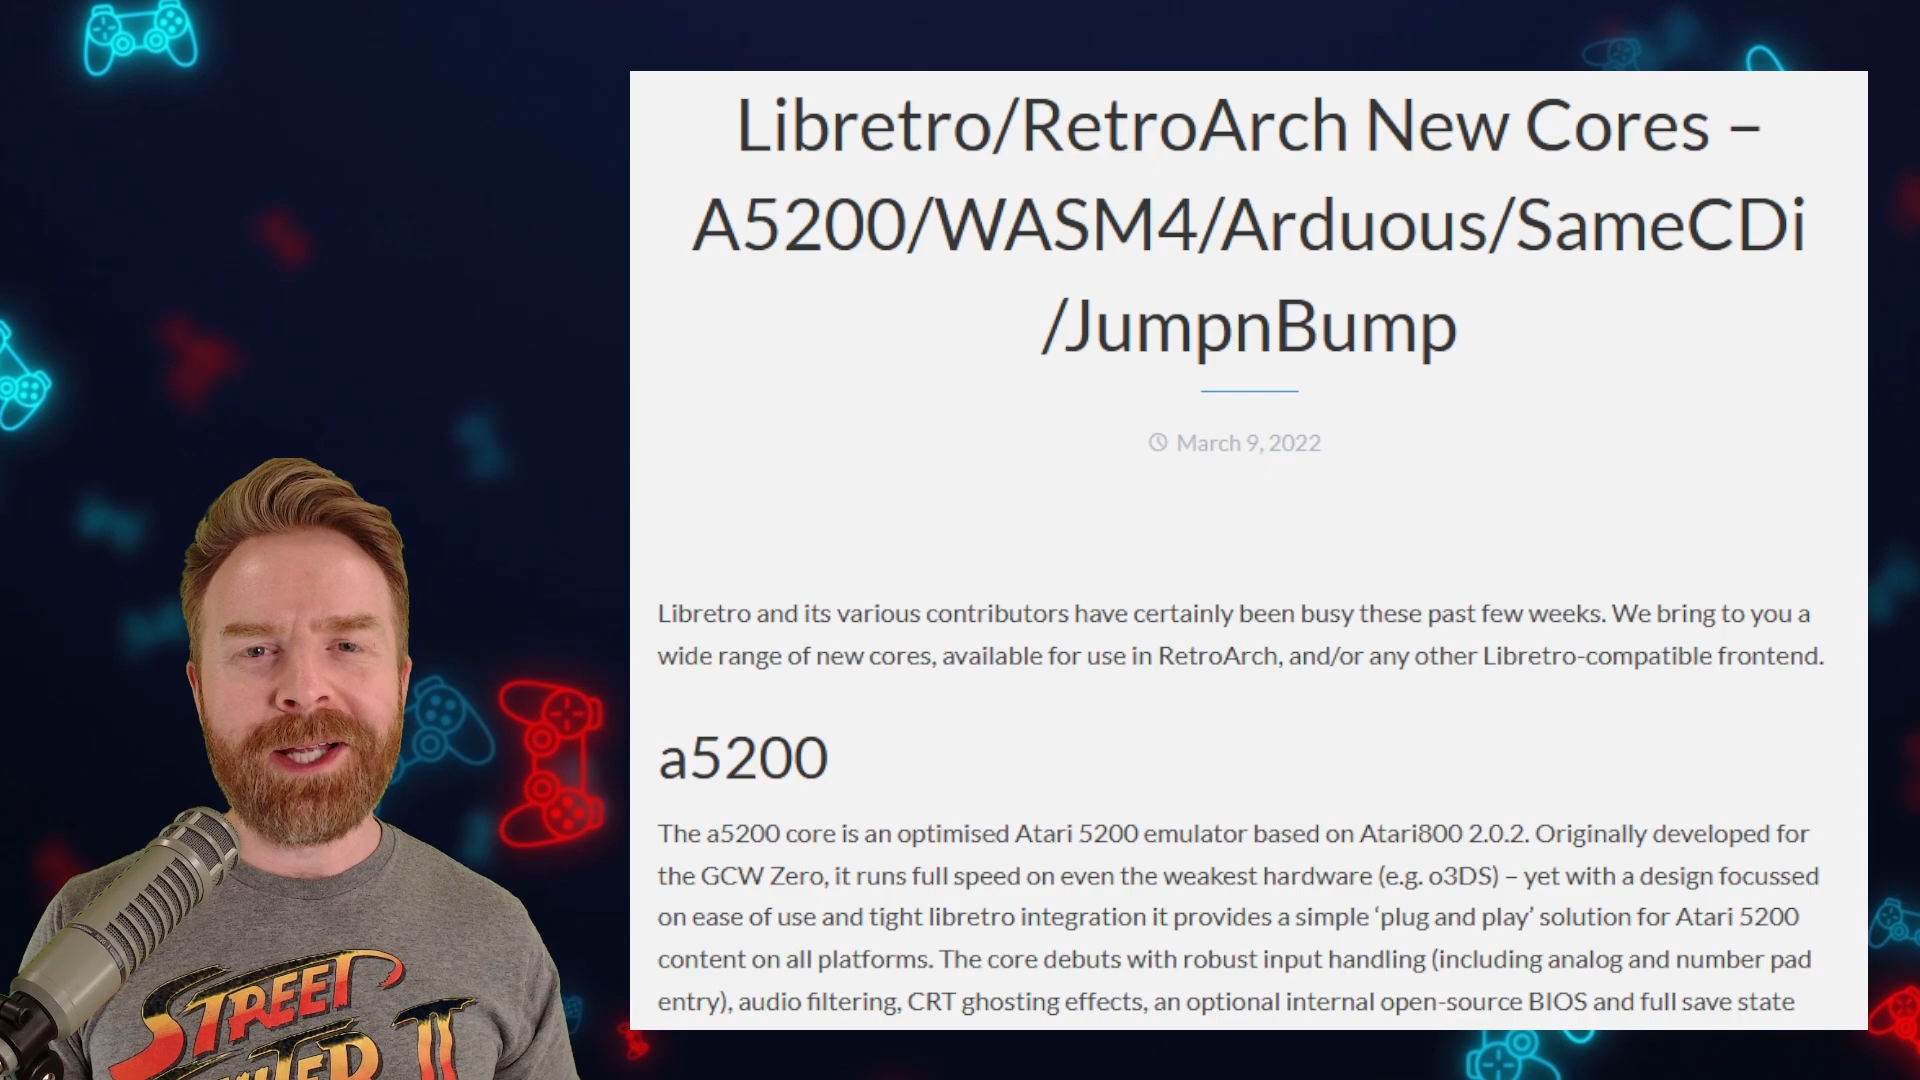 Libretro/RetroArch New Cores –
A5200/WASM4/Arduous/SameCDi
/JumpnBump
March 9, 2022
Libretro and its various contributors have certainly been busy these past few weeks. We bring to you a
wide range of new cores, available for use in RetroArch, and/or any other Libretro-compatible frontend.
a5200
The a5200 core is an optimised Atari 5200 emulator based on Atari800 2.0.2. Originally developed for
the GCW Zero, it runs full speed on even the weakest hardware (e.g. o3DS) – yet with a design focussed
on ease of use and tight libretro integration it provides a simple ‘plug and play’ solution for Atari 5200
content on all platforms. The core debuts with robust input handling (including analog and number pad
entry), audio filtering, CRT ghosting effects, an optional internal open-source BIOS and full save state
STREET
FIGHTER II